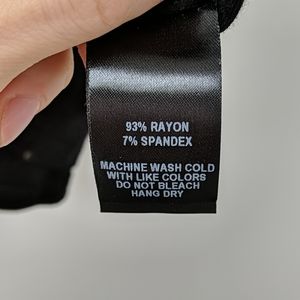 93% RAYON
7% SPANDEX
MACHINE WASH COLD
WITH LIKE COLORS
DO NOT BLEACH
HANG DRY